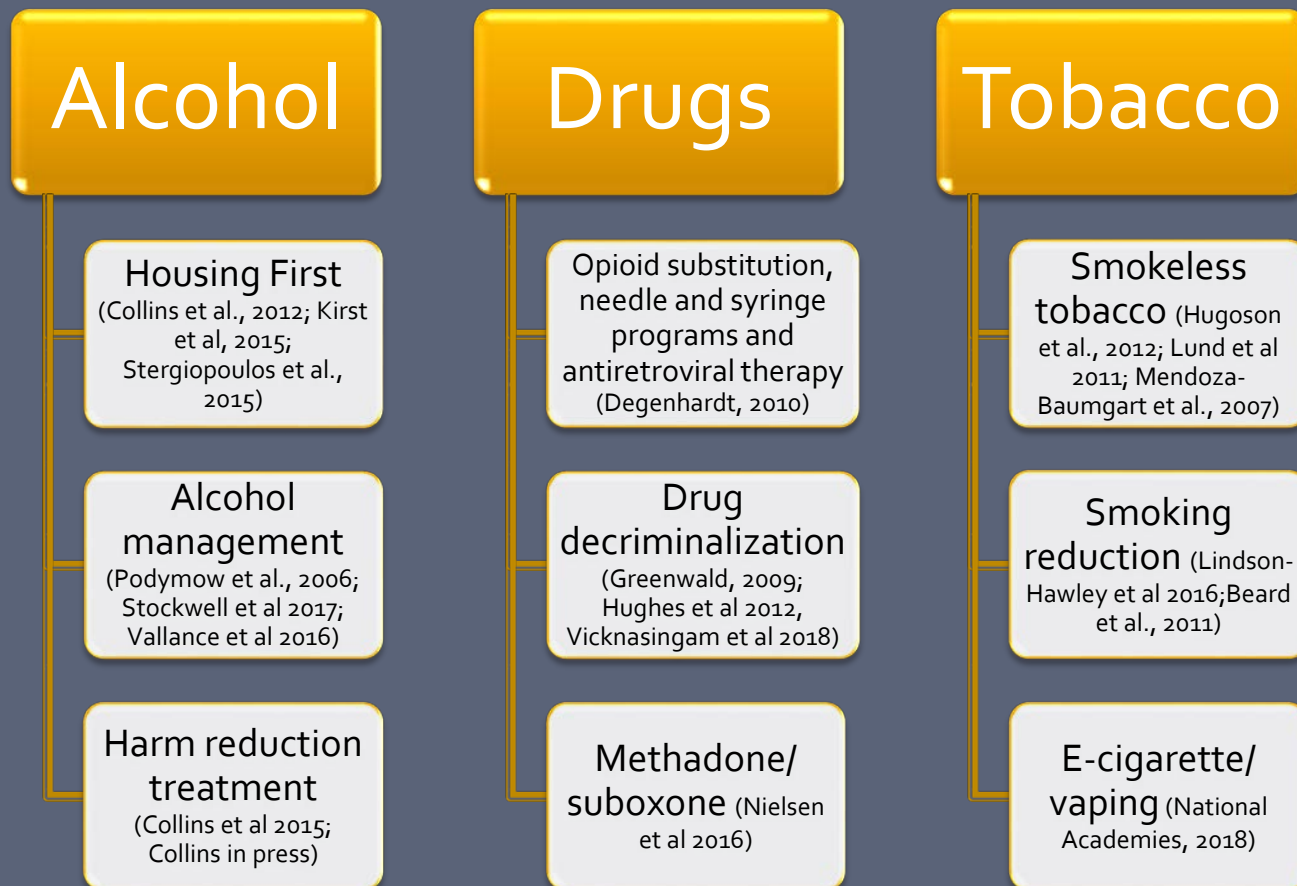 Alcohol
Housing First
(Collins et al., 2012; Kirst
et al, 2015;
Stergiopoulos et al.,
2015)
Alcohol
management
(Podymow et al., 2006;
Stockwell et al 2017;
Vallance et al 2016)
Harm reduction
treatment
(Collins et al 2015;
Collins in press)
Drugs
Opioid substitution,
needle and syringe
programs and
antiretroviral therapy
(Degenhardt, 2010)
Drug
decriminalization
(Greenwald, 2009;
Hughes et al 2012,
Vicknasingam et al 2018)
Methadone/
suboxone (Nielsen
et al 2016)
Tobacco
Smokeless
tobacco (Hugoson
et al., 2012; Lund et al
2011; Mendoza-
Baumgart et al., 2007)
Smoking
reduction (Lindson-
Hawley et al 2016;Beard
et al., 2011)
E-cigarette/
vaping (National
Academies, 2018)